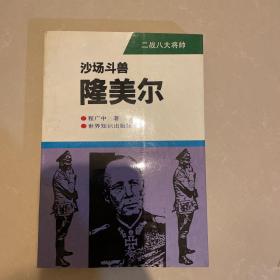 二战八大将帅
沙场斗兽
隆美尔
●程广中 著
●世界知识出版社